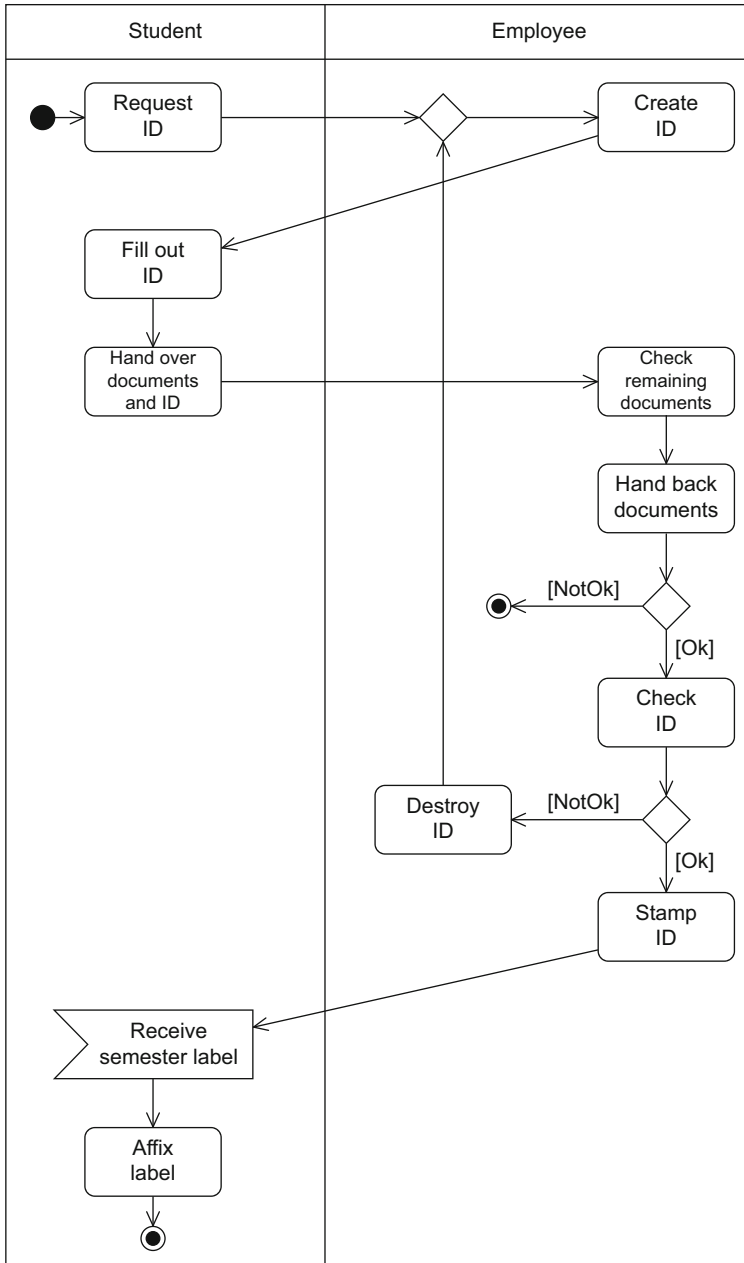 Student
Employee
Request
ID
Create
ID
Fill out
ID
Hand over
documents
and ID
Check
remaining
documents
Hand back
documents
[NotOk]
[Ok]
Check
ID
Destroy
ID
[NotOk]
[Ok]
Stamp
ID
Receive
semester label
Affix
label